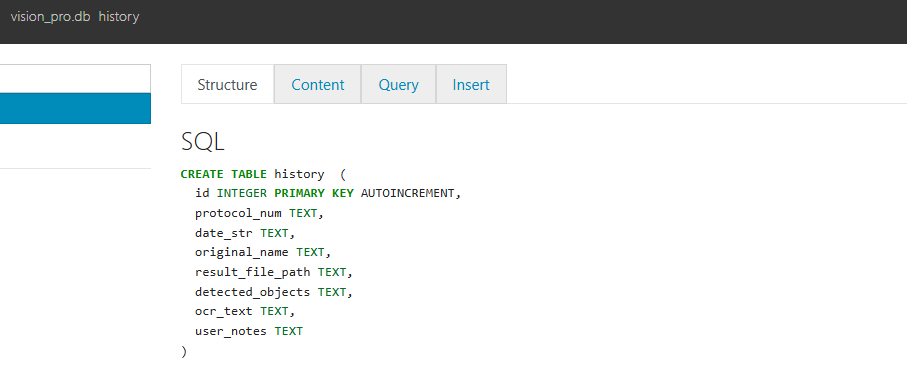 vision_pro.db history
Structure Content Query Insert
SQL
CREATE TABLE history (
id INTEGER PRIMARY KEY AUTOINCREMENT,
protocol_num TEXT,
date_str TEXT,
original_name TEXT,
result_file_path TEXT,
detected_objects TEXT,
ocr_text TEXT,
user_notes TEXT
)